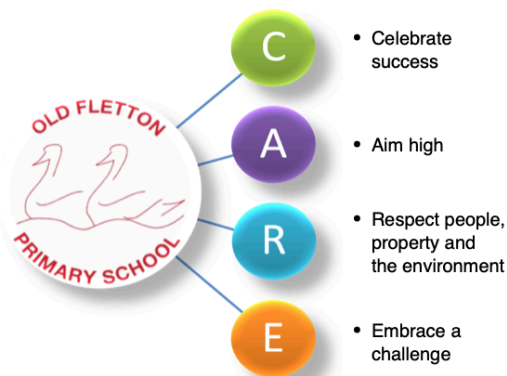 OLD FLETTON
PRIMARY SCHOOL
C
• Celebrate
success
A
• Aim high
R
• Respect people,
property and
the environment
E
• Embrace a
challenge